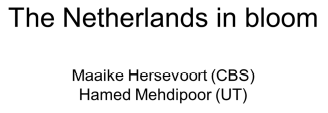 The Netherlands in bloom
Maaike Hersevoort (CBS)
Hamed Mehdipoor (UT)